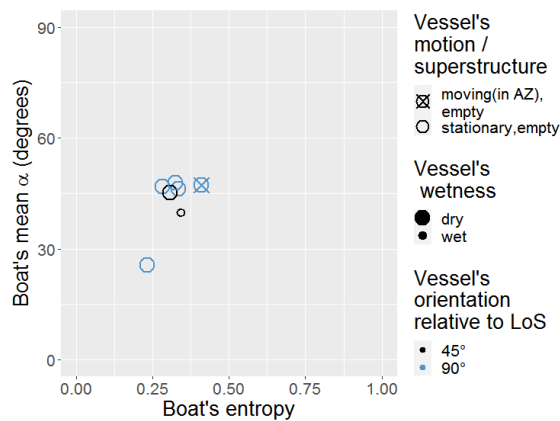 90
60
30
0
0.00 0.25 0.50 0.75 1.00
Boat's mean α (degrees)
Boat's entropy
Vessel's
motion /
superstructure
moving(in AZ),
empty
stationary,empty
Vessel's
wetness
dry
wet
Vessel's
orientation
relative to LoS
45°
90°